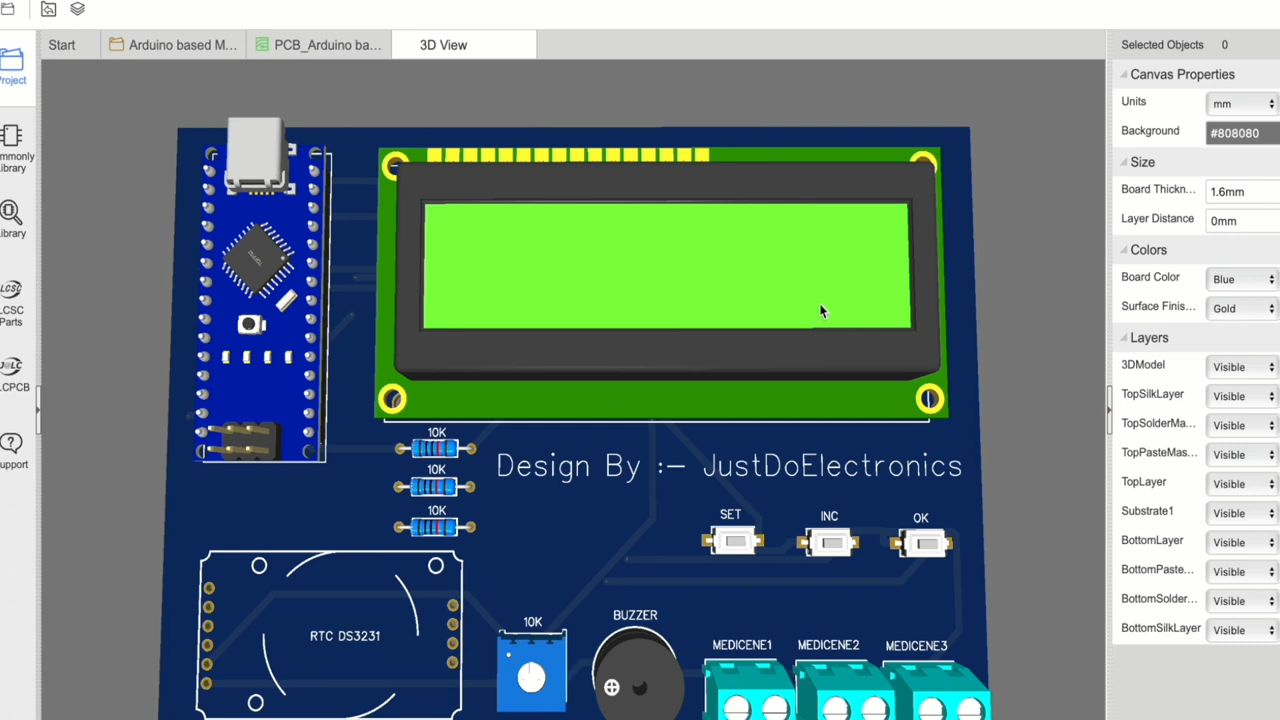 Start
Arduino based M...
PCB_Arduino ba...
3D View
Selected Objects 0
Project
Canvas Properties
Units mm
Background #808080
Size
Board Thickn... 1.6mm
Layer Distance 0mm
Colors
Board Color Blue
Surface Finis... Gold
Layers
3DModel Visible
TopSilkLayer Visible
TopSolderMa... Visible
TopPasteMas... Visible
TopLayer Visible
Substrate1 Visible
BottomLayer Visible
BottomPaste... Visible
BottomSolder... Visible
BottomSilkLayer Visible
mmonly
Library
ibrary
LCSC
CSC
Parts
LCPCB
upport
10K
10K
10K
Design By :- JustDoElectronics
SET INC OK
RTC DS3231
10K
BUZZER
MEDICENE1 MEDICENE2 MEDICENE3